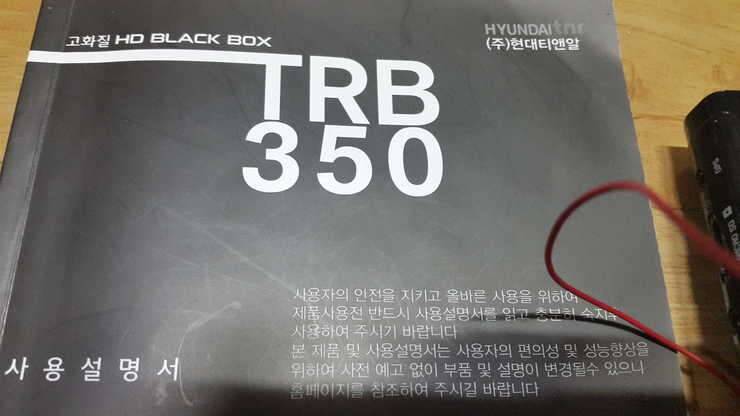 고화질 HD BLACK BOX
HYUNDAItnr
(주)현대티앤알
TRB
350
사용자의 안전을 지키고 올바른 사용을 위하여
제품사용전 반드시 사용설명서를 읽고 충분히
사용하여 주시기 바랍니다
본 제품 및 사용설명서는 사용자의 편의성 및 성능향상을
위하여 사전 예고 없이 부품 및 설명이 변경될수 있으니
홈페이지를 참조하여 주시길 바랍니다
사용설명서
GPS